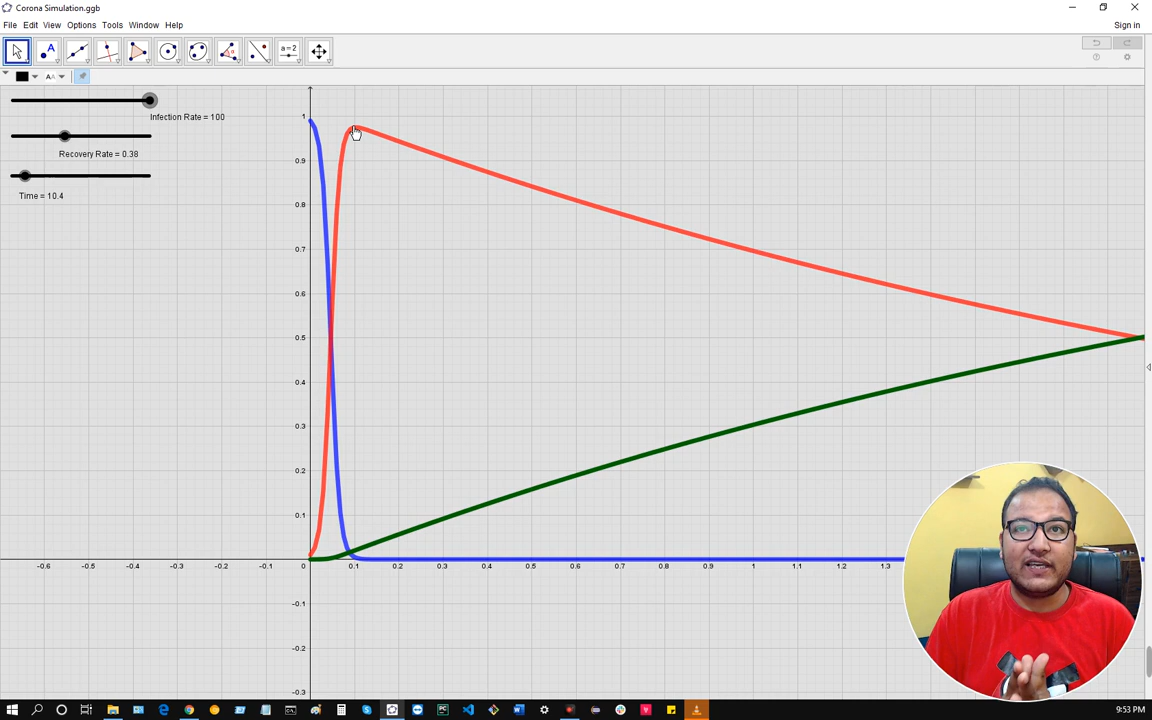 Corona Simulation.ggb
File Edit View Options Tools Window Help
Sign in
a=2
AA
Infection Rate = 100
Recovery Rate = 0.38
Time = 10.4
1
0.9
0.8
0.7
0.6
0.5
0.4
0.3
0.2
0.1
-0.6 -0.5 -0.4 -0.3 -0.2 -0.1 0 0.1 0.2 0.3 0.4 0.5 0.6 0.7 0.8 0.9 1 1.1 1.2 1.3
-0.1
-0.2
-0.3
9:53 PM